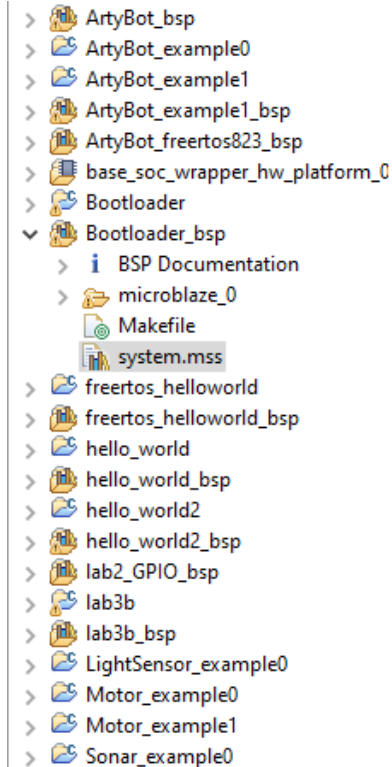 ArtyBot_bsp
ArtyBot_example0
ArtyBot_example1
ArtyBot_example1_bsp
ArtyBot_freertos823_bsp
base_soc_wrapper_hw_platform_0
Bootloader
Bootloader_bsp
BSP Documentation
microblaze_0
Makefile
system.mss
freertos_helloworld
freertos_helloworld_bsp
hello_world
hello_world_bsp
hello_world2
hello_world2_bsp
lab2_GPIO_bsp
lab3b
lab3b_bsp
LightSensor_example0
Motor_example0
Motor_example1
Sonar_example0